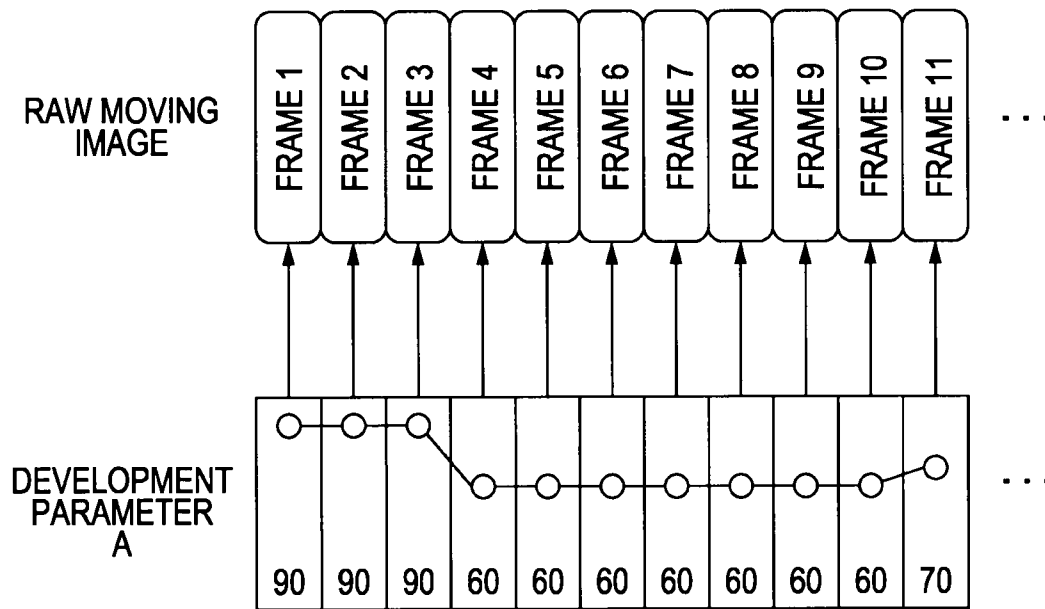 RAW MOVING
IMAGE
FRAME 1
FRAME 2
FRAME 3
FRAME 4
FRAME 5
FRAME 6
FRAME 7
FRAME 8
FRAME 9
FRAME 10
FRAME 11
. . .
DEVELOPMENT
PARAMETER
A
90 90 90 60 60 60 60 60 60 60 70
. . .